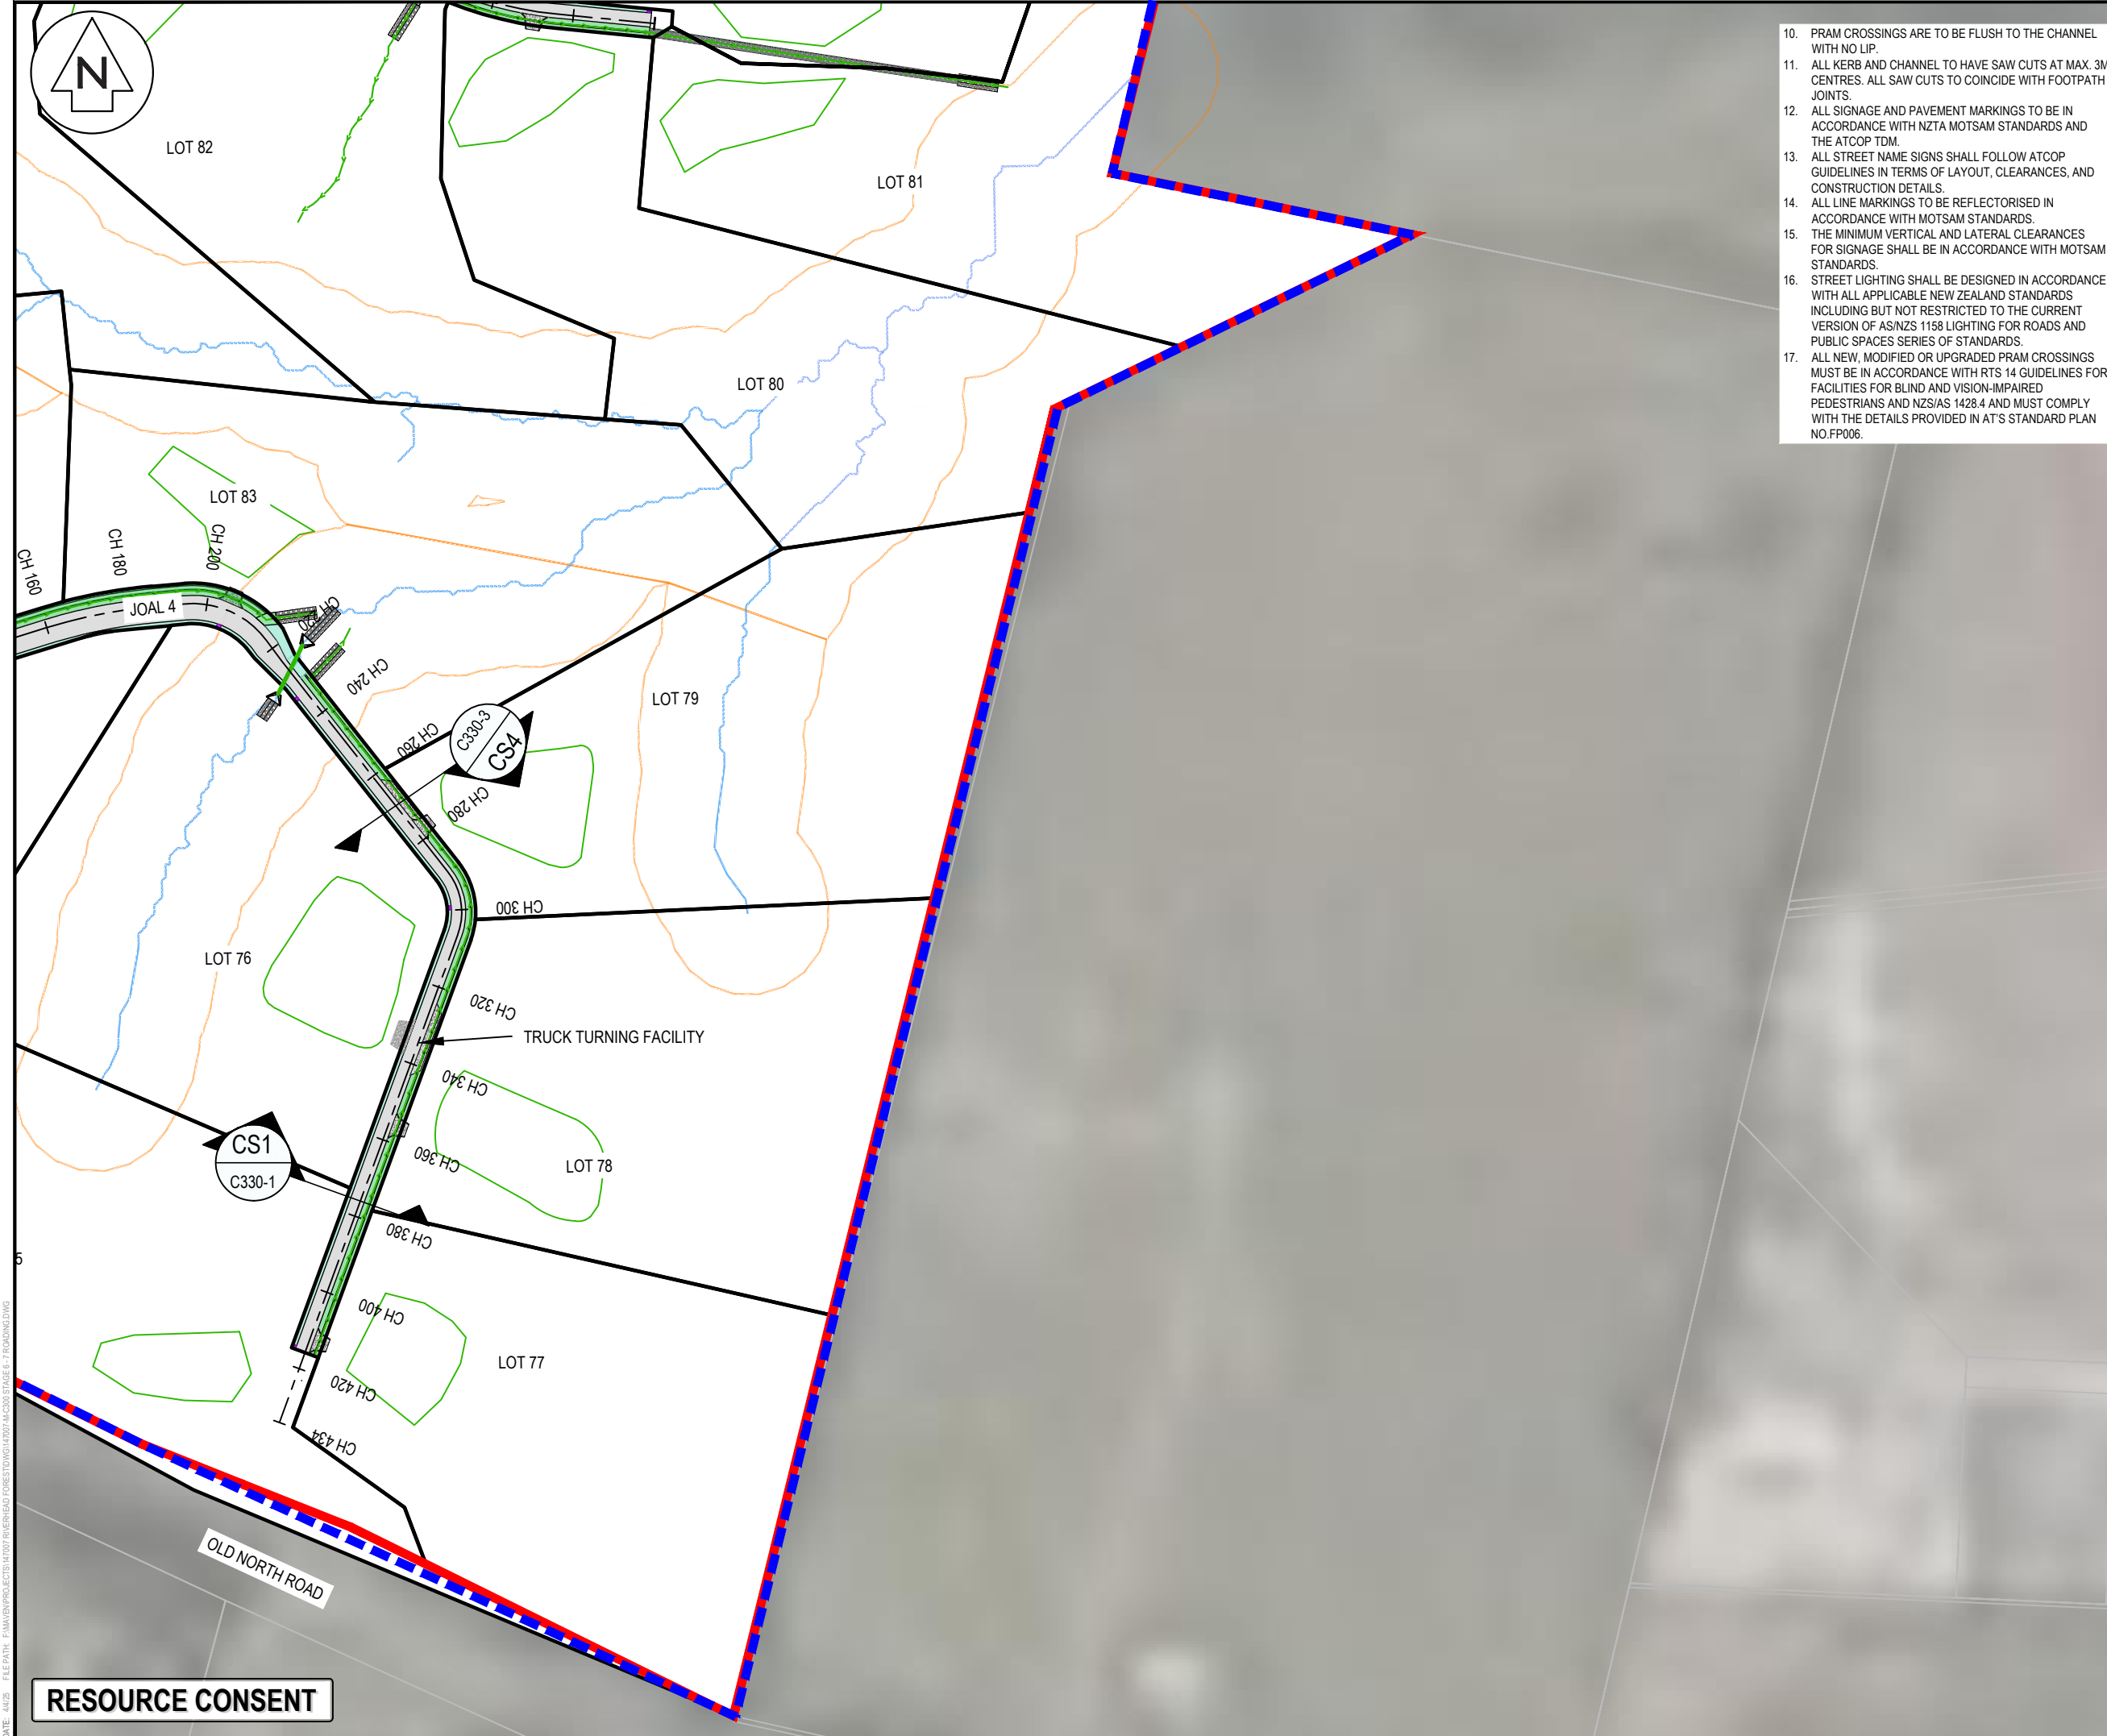 N
10. PRAM CROSSINGS ARE TO BE FLUSH TO THE CHANNEL
WITH NO LIP.
11. ALL KERB AND CHANNEL TO HAVE SAW CUTS AT MAX. 3M
CENTRES. ALL SAW CUTS TO COINCIDE WITH FOOTPATH
JOINTS.
12. ALL SIGNAGE AND PAVEMENT MARKINGS TO BE IN
ACCORDANCE WITH NZTA MOTSAM STANDARDS AND
THE ATCOP TDM.
13. ALL STREET NAME SIGNS SHALL FOLLOW ATCOP
GUIDELINES IN TERMS OF LAYOUT, CLEARANCES, AND
CONSTRUCTION DETAILS.
14. ALL LINE MARKINGS TO BE REFLECTORISED IN
ACCORDANCE WITH MOTSAM STANDARDS.
15. THE MINIMUM VERTICAL AND LATERAL CLEARANCES
FOR SIGNAGE SHALL BE IN ACCORDANCE WITH MOTSAM
STANDARDS.
16. STREET LIGHTING SHALL BE DESIGNED IN ACCORDANCE
WITH ALL APPLICABLE NEW ZEALAND STANDARDS
INCLUDING BUT NOT RESTRICTED TO THE CURRENT
VERSION OF AS/NZS 1158 LIGHTING FOR ROADS AND
PUBLIC SPACES SERIES OF STANDARDS.
17. ALL NEW, MODIFIED OR UPGRADED PRAM CROSSINGS
MUST BE IN ACCORDANCE WITH RTS 14 GUIDELINES FOR
FACILITIES FOR BLIND AND VISION-IMPAIRED
PEDESTRIANS AND NZS/AS 1428.4 AND MUST COMPLY
WITH THE DETAILS PROVIDED IN AT'S STANDARD PLAN
NO.FP006.
LOT 82
LOT 81
LOT 80
LOT 83
CH 160
CH 180
CH 200
JOAL 4
CH 220
CH 240
CH 260
C330-3
CS4
LOT 79
CH 280
CH 300
LOT 76
CH 320
TRUCK TURNING FACILITY
CH 340
CS1
C330-1
CH 360
LOT 78
CH 380
5
CH 400
LOT 77
CH 420
CH 434
OLD NORTH ROAD
RESOURCE CONSENT